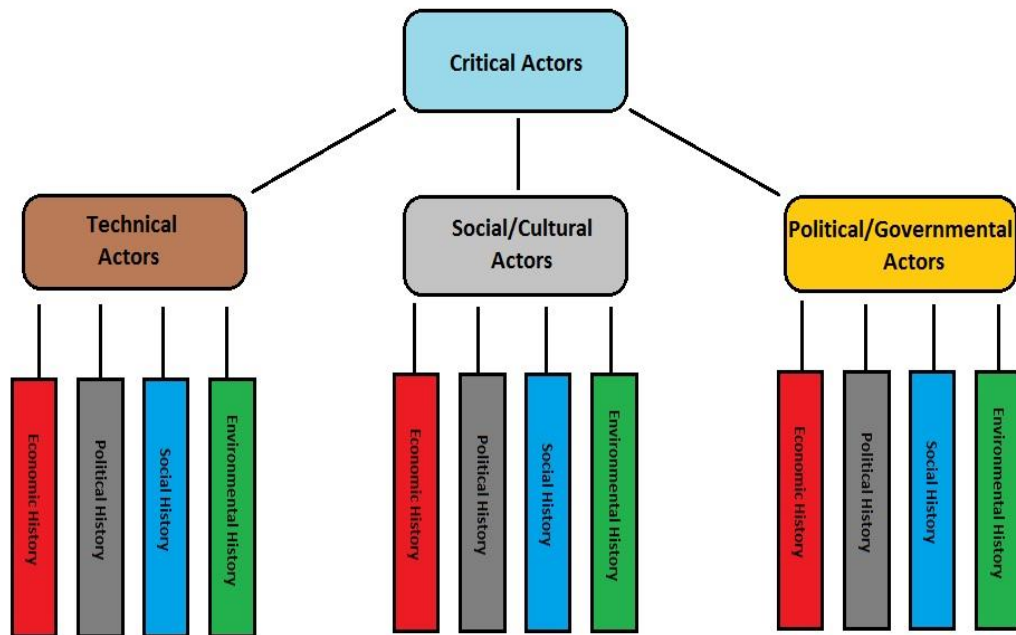 Critical Actors
Technical
Actors
Social/Cultural
Actors
Political/Governmental
Actors
Economic History
Political History
Social History
Environmental History
Economic History
Political History
Social History
Environmental History
Economic History
Political History
Social History
Environmental History